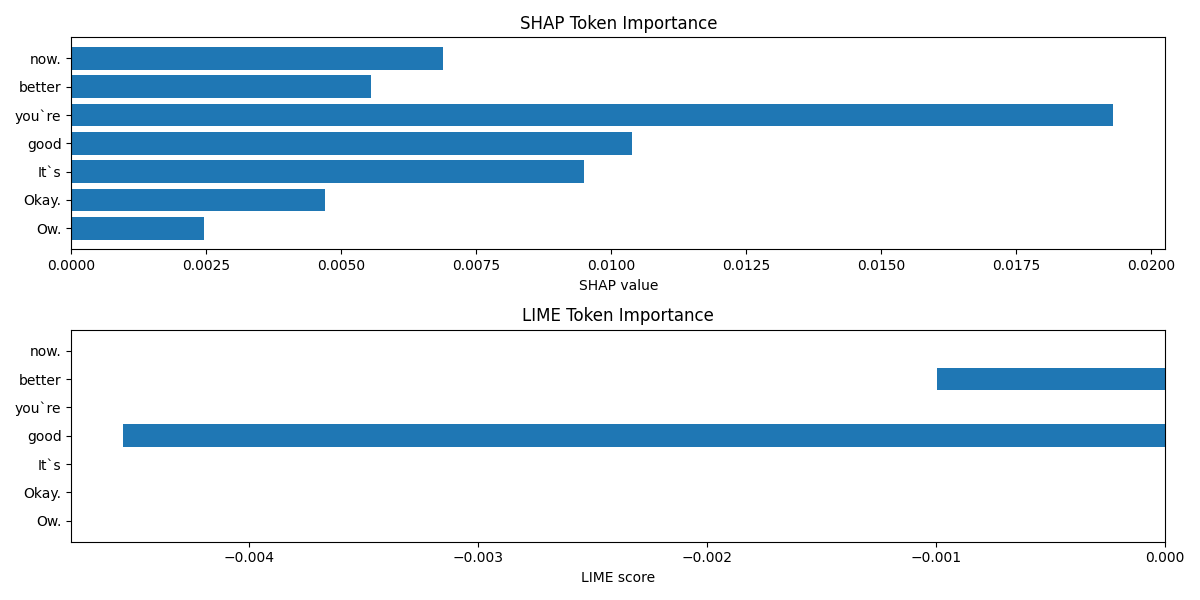 SHAP Token Importance
now.
better
you`re
good
It`s
Okay.
Ow.
0.0000 0.0025 0.0050 0.0075 0.0100 0.0125 0.0150 0.0175 0.0200
SHAP value
LIME Token Importance
now.
better
you`re
good
It`s
Okay.
Ow.
−0.004 −0.003 −0.002 −0.001 0.000
LIME score